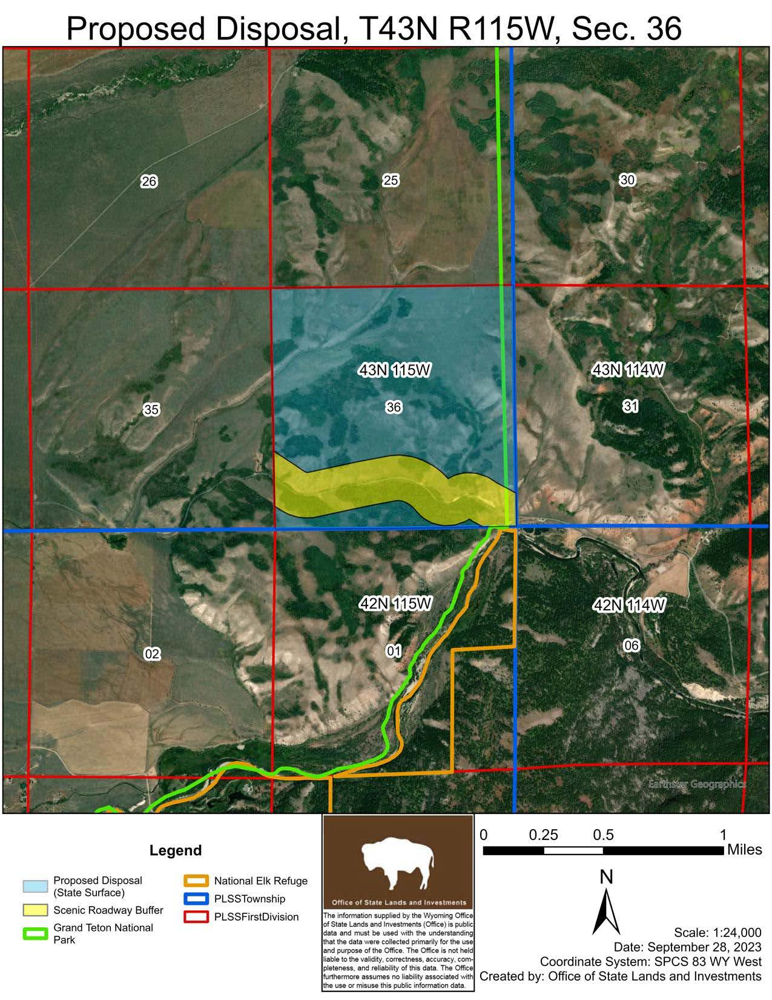 Proposed Disposal, T43N R115W, Sec. 36
26
25
30
43N 115W
43N 114W
35
36
31
42N 115W
42N 114W
02
01
06
Earthstar Geographics
Legend
Proposed Disposal
(State Surface)
Scenic Roadway Buffer
Grand Teton National
Park
National Elk Refuge
PLSSTownship
PLSSFirstDivision
Office of State Lands and Investments
The information supplied by the Wyoming Office
of State Lands and Investments (Office) is public
data and must be used with the understanding
that the data were collected primarily for the use
and purpose of the Office. The Office is not held
liable to the validity, correctness, accuracy, com-
pleteness, and reliability of this data. The Office
furthermore assumes no liability associated with
the use or misuse this public information data.
0 0.25 0.5 1
Miles
N
Scale: 1:24,000
Date: September 28, 2023
Coordinate System: SPCS 83 WY West
Created by: Office of State Lands and Investments